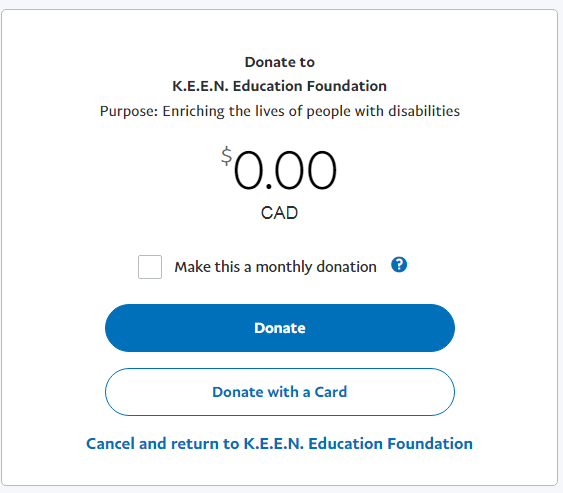 Donate to
K.E.E.N. Education Foundation
Purpose: Enriching the lives of people with disabilities
$0.00
CAD
Make this a monthly donation ?
Donate
Donate with a Card
Cancel and return to K.E.E.N. Education Foundation